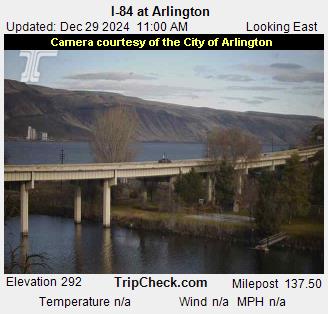 I-84 at Arlington
Updated: Dec 29 2024 11:00 AM Looking East
Camera courtesy of the City of Arlington
Elevation 292 TripCheck.com Milepost 137.50
Temperature n/a Wind n/a MPH n/a